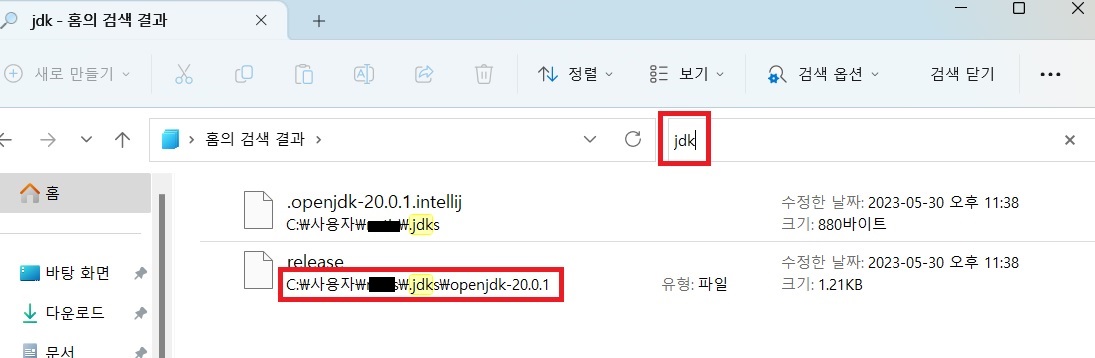 jdk - 홈의 검색 결과
새로 만들기
정렬
보기
검색 옵션
검색 닫기
홈의 검색 결과
jdk
홈
바탕 화면
다운로드
문서
.openjdk-20.0.1.intellij
C:₩사용자₩ ₩.jdks
수정한 날짜: 2023-05-30 오후 11:38
크기: 880바이트
release
C:₩사용자₩ ₩.jdks₩openjdk-20.0.1
유형: 파일
수정한 날짜: 2023-05-30 오후 11:38
크기: 1.21KB